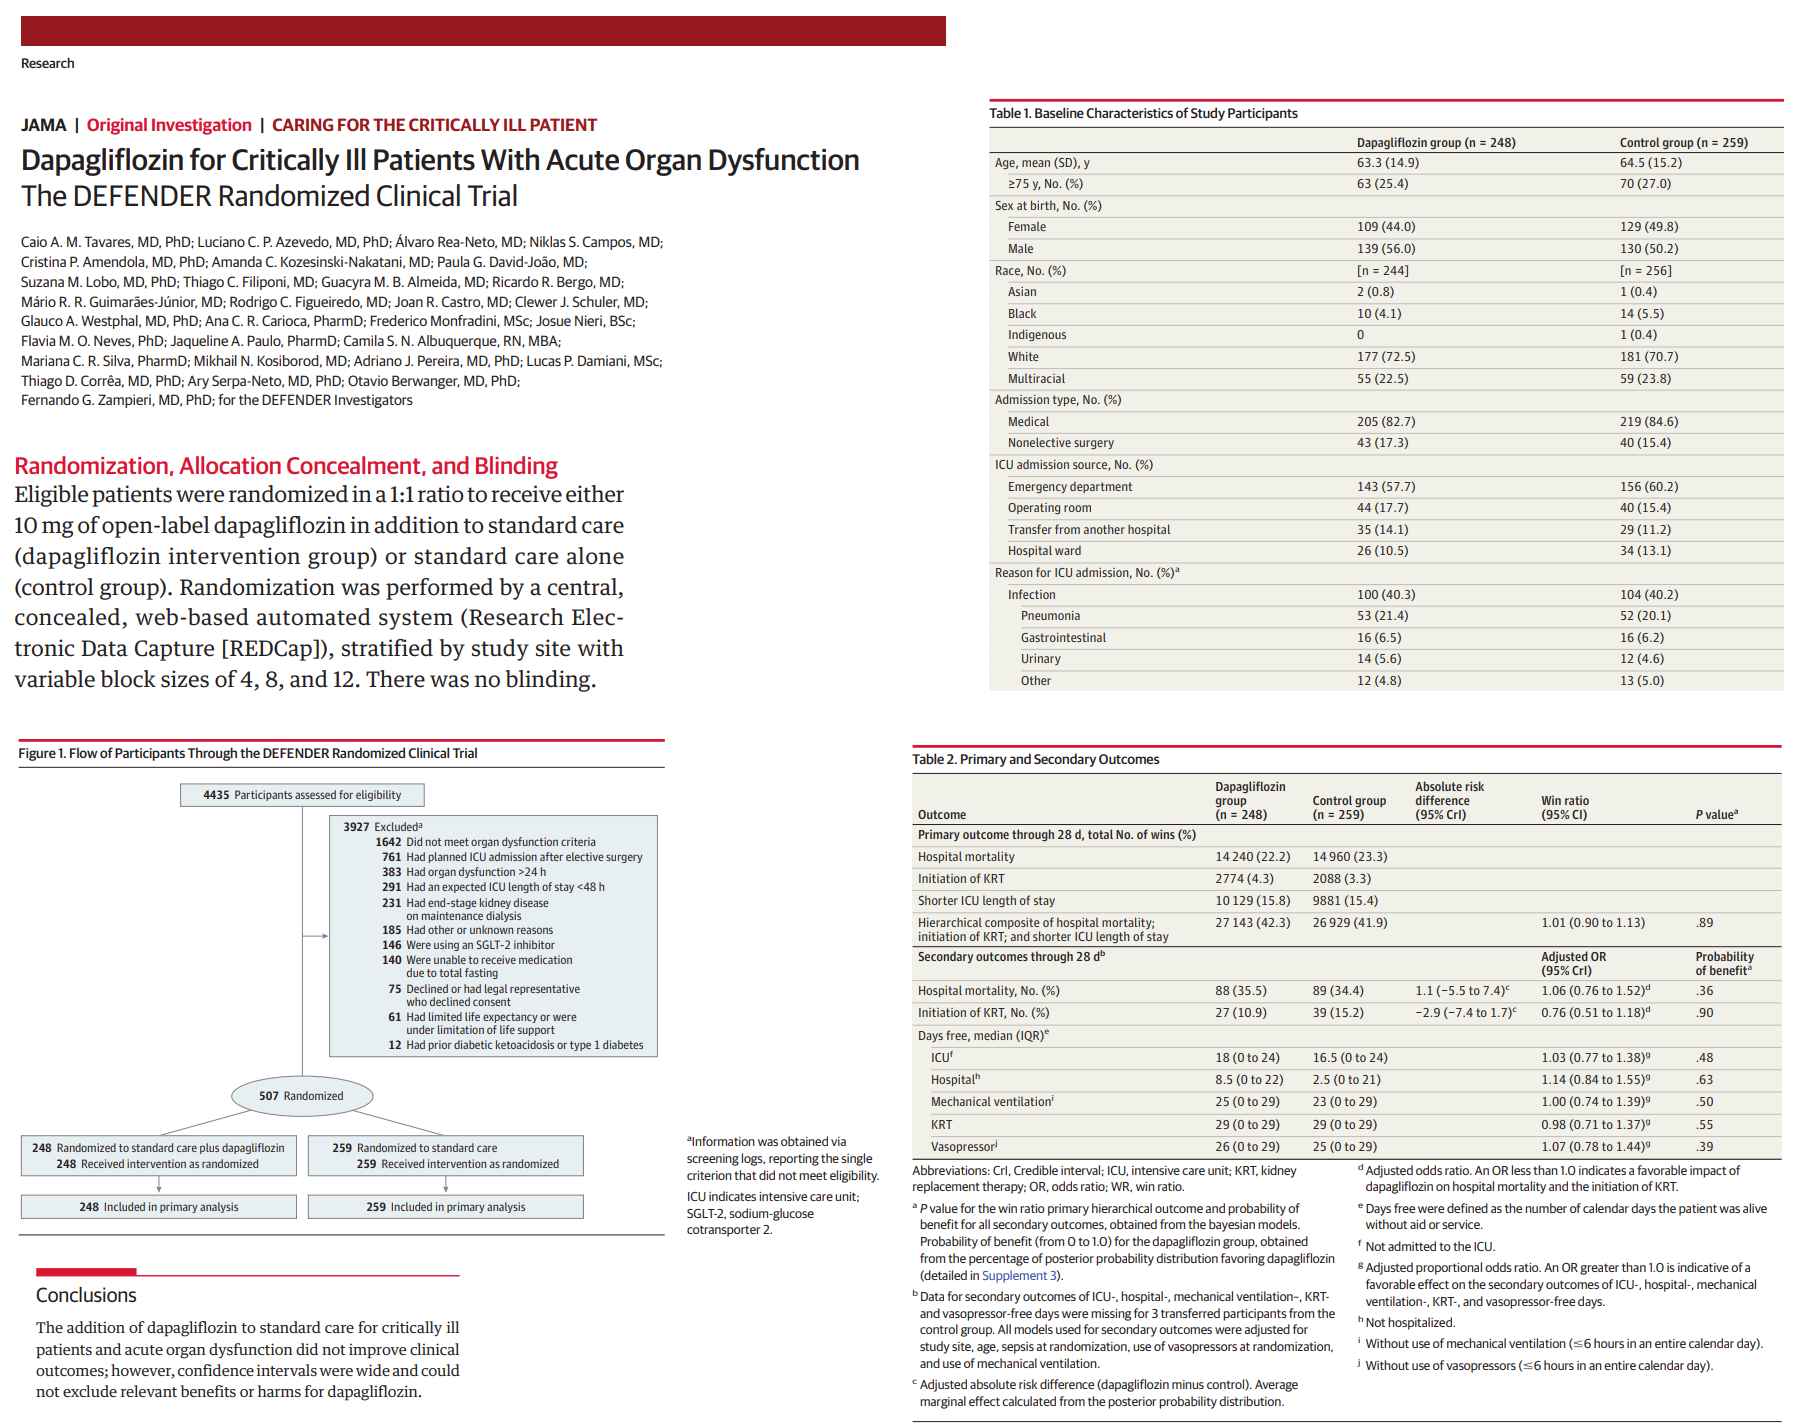 Research
JAMA | Original Investigation | CARING FOR THE CRITICALLY ILL PATIENT
Dapagliflozin for Critically Ill Patients With Acute Organ Dysfunction
The DEFENDER Randomized Clinical Trial
Caio A. M. Tavares, MD, PhD; Luciano C. P. Azevedo, MD, PhD; Álvaro Rea-Neto, MD; Niklas S. Campos, MD;
Cristina P. Amendola, MD, PhD; Amanda C. Kozesinski-Nakatani, MD; Paula G. David-João, MD;
Suzana M. Lobo, MD, PhD; Thiago C. Filiponi, MD; Guacyra M. B. Almeida, MD; Ricardo R. Bergo, MD;
Mário R. R. Guimarães-Júnior, MD; Rodrigo C. Figueiredo, MD; Joan R. Castro, MD; Clewer J. Schuler, MD;
Glauco A. Westphal, MD, PhD; Ana C. R. Carioca, PharmD; Frederico Monfradini, MSc; Josue Nieri, BSc;
Flavia M. O. Neves, PhD; Jaqueline A. Paulo, PharmD; Camila S. N. Albuquerque, RN, MBA;
Mariana C. R. Silva, PharmD; Mikhail N. Kosiborod, MD; Adriano J. Pereira, MD, PhD; Lucas P. Damiani, MSc;
Thiago D. Corrêa, MD, PhD; Ary Serpa-Neto, MD, PhD; Otavio Berwanger, MD, PhD;
Fernando G. Zampieri, MD, PhD; for the DEFENDER Investigators
Randomization, Allocation Concealment, and Blinding
Eligible patients were randomized in a 1:1 ratio to receive either
10 mg of open-label dapagliflozin in addition to standard care
(dapagliflozin intervention group) or standard care alone
(control group). Randomization was performed by a central,
concealed, web-based automated system (Research Elec-
tronic Data Capture [REDCap]), stratified by study site with
variable block sizes of 4, 8, and 12. There was no blinding.
Table 1. Baseline Characteristics of Study Participants
Dapagliflozin group (n = 248) Control group (n = 259)
Age, mean (SD), y 63.3 (14.9) 64.5 (15.2)
≥75 y, No. (%) 63 (25.4) 70 (27.0)
Sex at birth, No. (%)
Female 109 (44.0) 129 (49.8)
Male 139 (56.0) 130 (50.2)
Race, No. (%) [n = 244] [n = 256]
Asian 2 (0.8) 1 (0.4)
Black 10 (4.1) 14 (5.5)
Indigenous 0 1 (0.4)
White 177 (72.5) 181 (70.7)
Multiracial 55 (22.5) 59 (23.8)
Admission type, No. (%)
Medical 205 (82.7) 219 (84.6)
Nonelective surgery 43 (17.3) 40 (15.4)
ICU admission source, No. (%)
Emergency department 143 (57.7) 156 (60.2)
Operating room 44 (17.7) 40 (15.4)
Transfer from another hospital 35 (14.1) 29 (11.2)
Hospital ward 26 (10.5) 34 (13.1)
Reason for ICU admission, No. (%)a
Infection 100 (40.3) 104 (40.2)
Pneumonia 53 (21.4) 52 (20.1)
Gastrointestinal 16 (6.5) 16 (6.2)
Urinary 14 (5.6) 12 (4.6)
Other 12 (4.8) 13 (5.0)
Figure 1. Flow of Participants Through the DEFENDER Randomized Clinical Trial
4435 Participants assessed for eligibility
3927 Excludeda
1642 Did not meet organ dysfunction criteria
761 Had planned ICU admission after elective surgery
383 Had organ dysfunction >24 h
291 Had an expected ICU length of stay <48 h
231 Had end-stage kidney disease
on maintenance dialysis
185 Had other or unknown reasons
146 Were using an SGLT-2 inhibitor
140 Were unable to receive medication
due to total fasting
75 Declined or had legal representative
who declined consent
61 Had limited life expectancy or were
under limitation of life support
12 Had prior diabetic ketoacidosis or type 1 diabetes
507 Randomized
248 Randomized to standard care plus dapagliflozin
248 Received intervention as randomized
259 Randomized to standard care
259 Received intervention as randomized
248 Included in primary analysis
259 Included in primary analysis
aInformation was obtained via
screening logs, reporting the single
criterion that did not meet eligibility.
ICU indicates intensive care unit;
SGLT-2, sodium-glucose
cotransporter 2.
Conclusions
The addition of dapagliflozin to standard care for critically ill
patients and acute organ dysfunction did not improve clinical
outcomes; however, confidence intervals were wide and could
not exclude relevant benefits or harms for dapagliflozin.
Table 2. Primary and Secondary Outcomes
Outcome Dapagliflozin group (n = 248) Control group (n = 259) Absolute risk difference (95% CrI) Win ratio (95% CI) P valuea
Primary outcome through 28 d, total No. of wins (%)
Hospital mortality 14 240 (22.2) 14 960 (23.3)
Initiation of KRT 2774 (4.3) 2088 (3.3)
Shorter ICU length of stay 10 129 (15.8) 9881 (15.4)
Hierarchical composite of hospital mortality; 27 143 (42.3) 26 929 (41.9) 1.01 (0.90 to 1.13) .89
initiation of KRT; and shorter ICU length of stay
Secondary outcomes through 28 db Adjusted OR (95% CrI) Probability of benefita
Hospital mortality, No. (%) 88 (35.5) 89 (34.4) 1.1 (−5.5 to 7.4)c 1.06 (0.76 to 1.52)d .36
Initiation of KRT, No. (%) 27 (10.9) 39 (15.2) −2.9 (−7.4 to 1.7)c 0.76 (0.51 to 1.18)d .90
Days free, median (IQR)e
ICUf 18 (0 to 24) 16.5 (0 to 24) 1.03 (0.77 to 1.38)g .48
Hospitalh 8.5 (0 to 22) 2.5 (0 to 21) 1.14 (0.84 to 1.55)g .63
Mechanical ventilationi 25 (0 to 29) 23 (0 to 29) 1.00 (0.74 to 1.39)g .50
KRT 29 (0 to 29) 29 (0 to 29) 0.98 (0.71 to 1.37)g .55
Vasopressorj 26 (0 to 29) 25 (0 to 29) 1.07 (0.78 to 1.44)g .39
Abbreviations: CrI, Credible interval; ICU, intensive care unit; KRT, kidney
replacement therapy; OR, odds ratio; WR, win ratio.
a P value for the win ratio primary hierarchical outcome and probability of
benefit for all secondary outcomes, obtained from the bayesian models.
Probability of benefit (from 0 to 1.0) for the dapagliflozin group, obtained
from the percentage of posterior probability distribution favoring dapagliflozin
(detailed in Supplement 3).
b Data for secondary outcomes of ICU-, hospital-, mechanical ventilation–, KRT-
and vasopressor-free days were missing for 3 transferred participants from the
control group. All models used for secondary outcomes were adjusted for
study site, age, sepsis at randomization, use of vasopressors at randomization,
and use of mechanical ventilation.
c Adjusted absolute risk difference (dapagliflozin minus control). Average
marginal effect calculated from the posterior probability distribution.
d Adjusted odds ratio. An OR less than 1.0 indicates a favorable impact of
dapagliflozin on hospital mortality and the initiation of KRT.
e Days free were defined as the number of calendar days the patient was alive
without aid or service.
f Not admitted to the ICU.
g Adjusted proportional odds ratio. An OR greater than 1.0 is indicative of a
favorable effect on the secondary outcomes of ICU-, hospital-, mechanical
ventilation-, KRT-, and vasopressor-free days.
h Not hospitalized.
i Without use of mechanical ventilation (≤6 hours in an entire calendar day).
j Without use of vasopressors (≤6 hours in an entire calendar day).